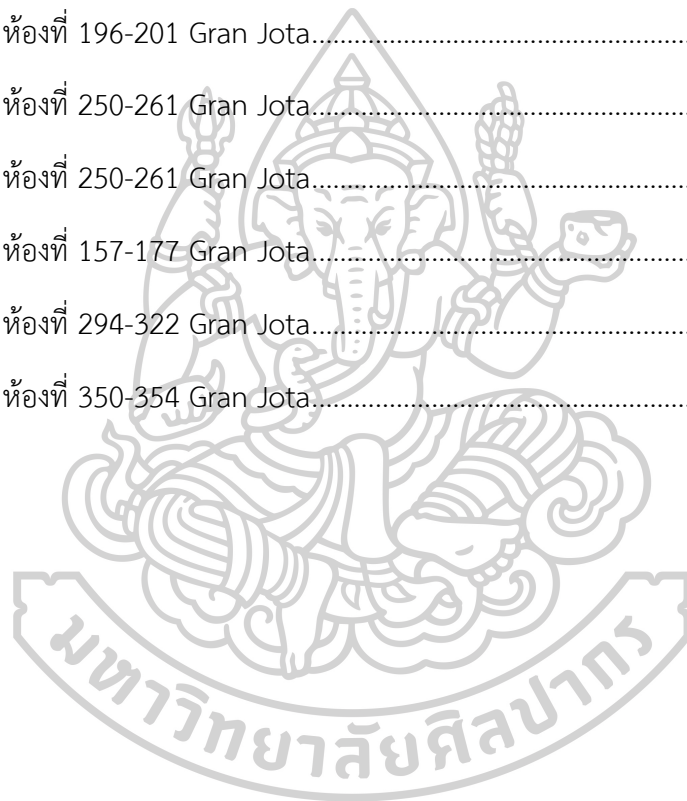 ห้องที่ 196-201 Gran Jota........................................................
ห้องที่ 250-261 Gran Jota........................................................
ห้องที่ 250-261 Gran Jota........................................................
ห้องที่ 157-177 Gran Jota........................................................
ห้องที่ 294-322 Gran Jota........................................................
ห้องที่ 350-354 Gran Jota........................................................
มหาวิทยาลัยศิลปากร